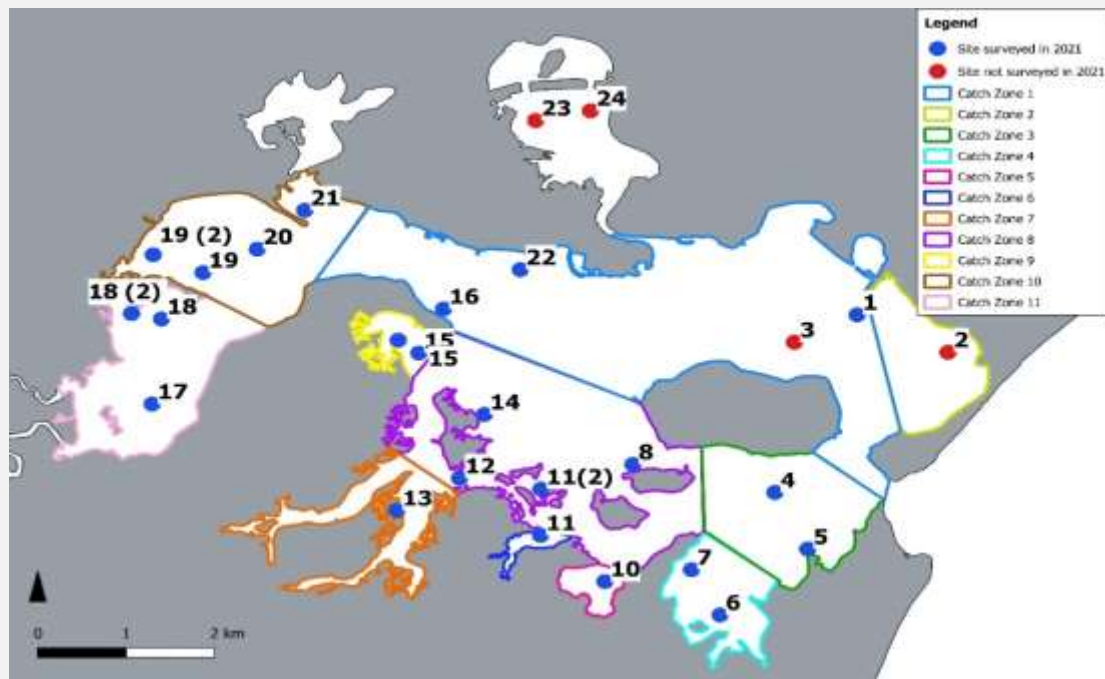 Legend
Site surveyed in 2021
Site not surveyed in 2021
Catch Zone 1
Catch Zone 2
Catch Zone 3
Catch Zone 4
Catch Zone 5
Catch Zone 6
Catch Zone 7
Catch Zone 8
Catch Zone 9
Catch Zone 10
Catch Zone 11
23
24
21
19 (2)
20
19
22
18 (2)
18
16
1
3
2
15
15
17
14
8
12
11(2)
4
13
11
5
10
7
6
0 1 2 km